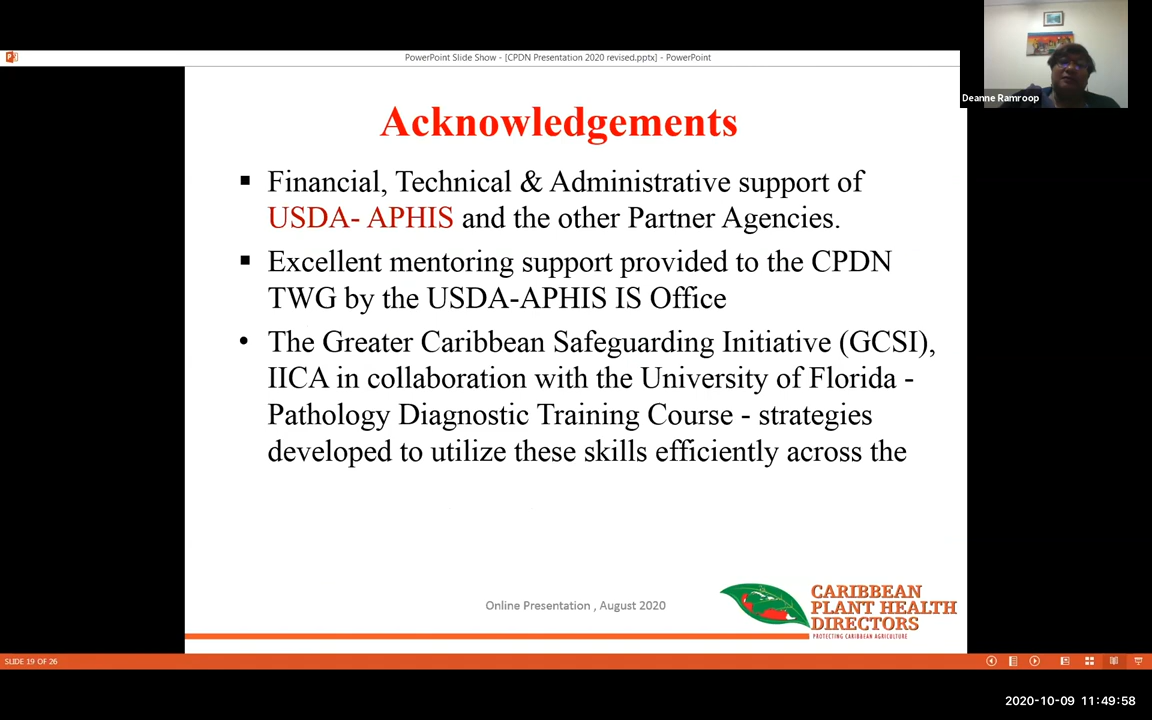 PowerPoint Slide Show - [CPDN Presentation 2020 revised.pptx] - PowerPoint
Deanne Ramroop
Acknowledgements
▪ Financial, Technical & Administrative support of
USDA- APHIS and the other Partner Agencies.
▪ Excellent mentoring support provided to the CPDN
TWG by the USDA-APHIS IS Office
• The Greater Caribbean Safeguarding Initiative (GCSI),
IICA in collaboration with the University of Florida -
Pathology Diagnostic Training Course - strategies
developed to utilize these skills efficiently across the
Online Presentation , August 2020
CARIBBEAN
PLANT HEALTH
DIRECTORS
PROTECTING CARIBBEAN AGRICULTURE
SLIDE 19 OF 26
2020-10-09 11:49:58